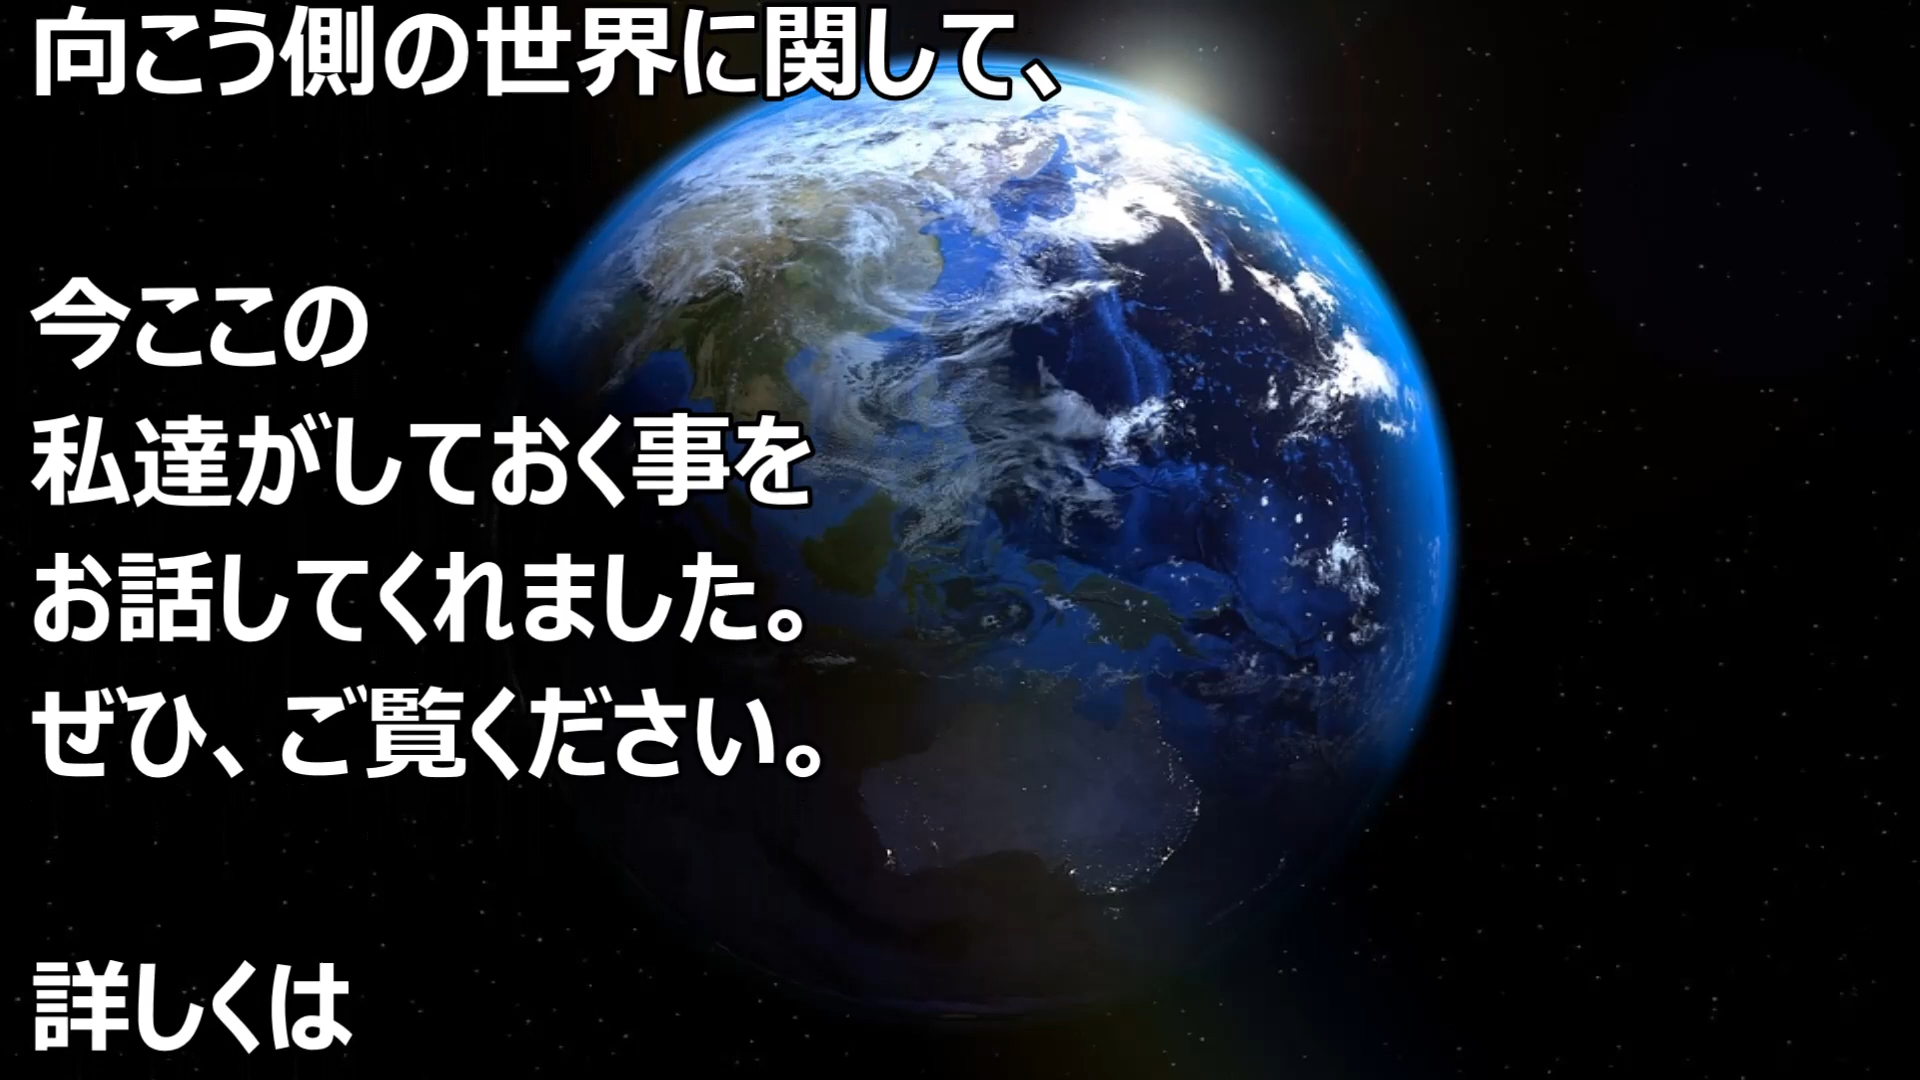 向こう側の世界に関して、
今ここの
私達がしておく事を
お話してくれました。
ぜひ、ご覧ください。
詳しくは